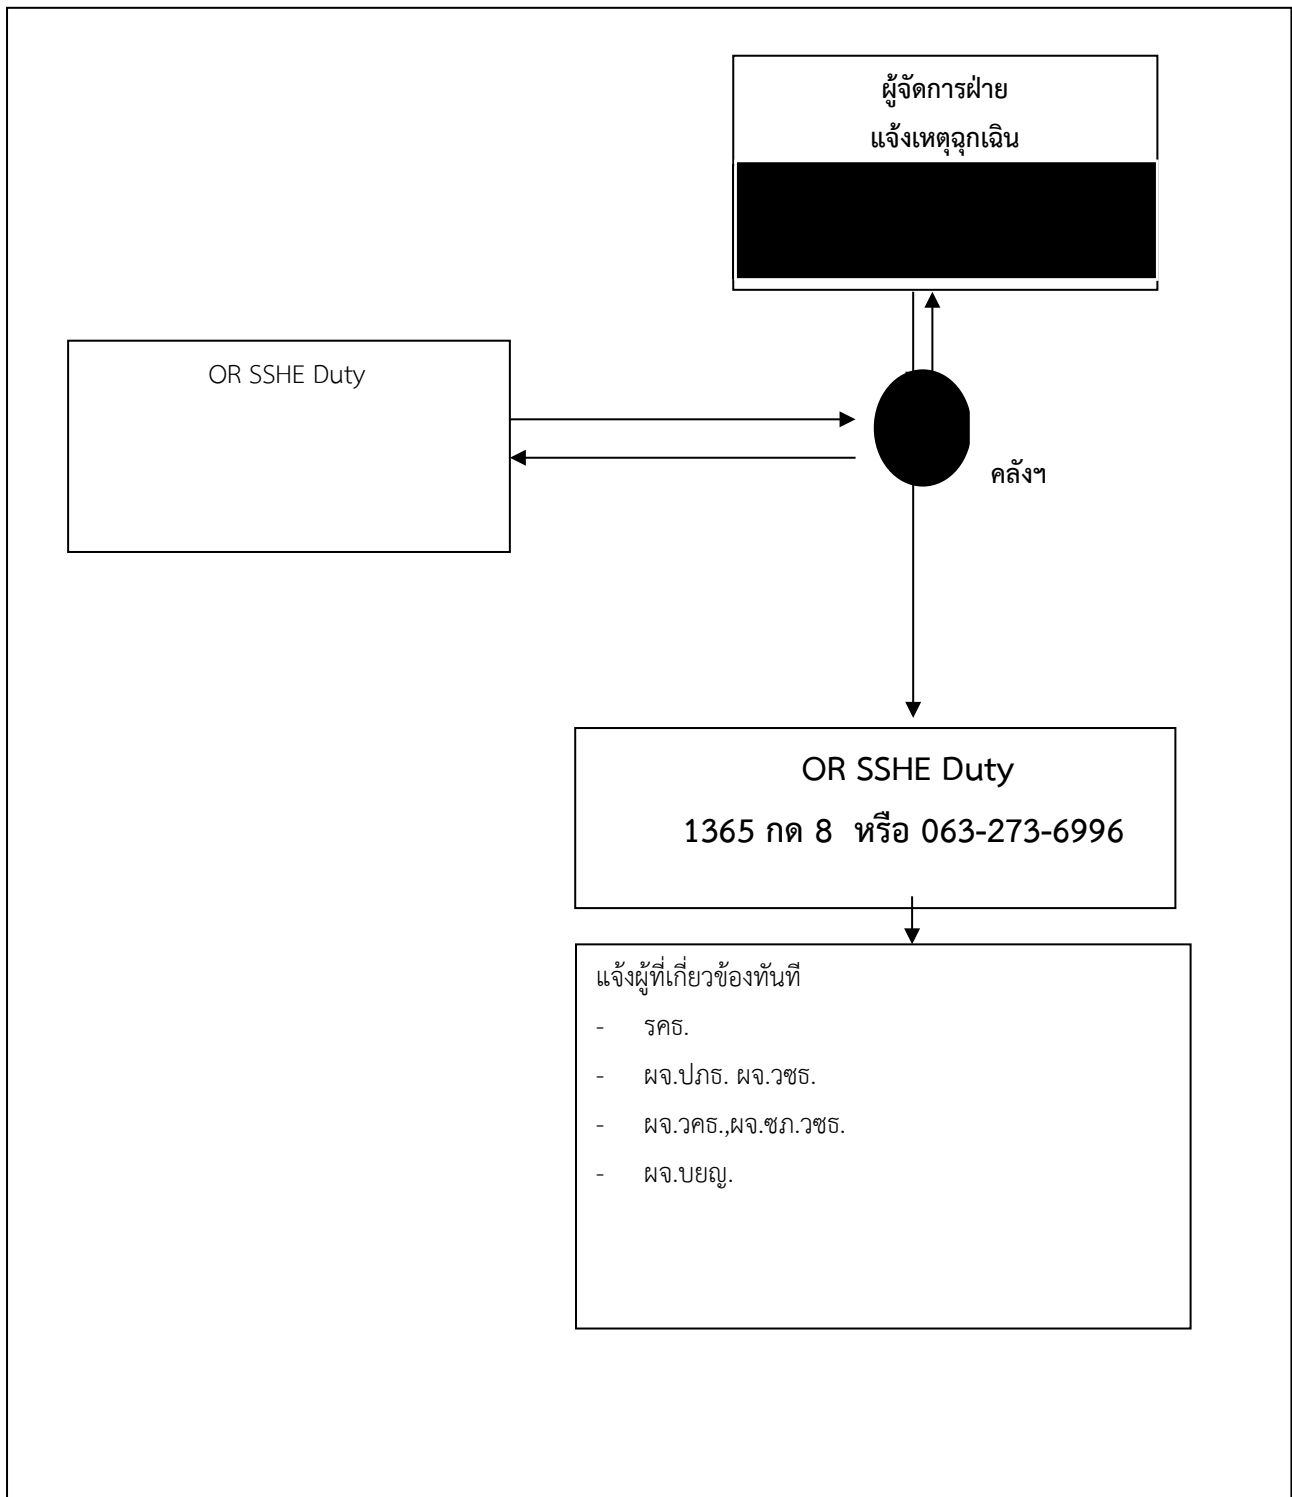 ผู้จัดการฝ่าย
แจ้งเหตุฉุกเฉิน
OR SSHE Duty
คลังฯ
OR SSHE Duty
1365 กด 8 หรือ 063-273-6996
แจ้งผู้ที่เกี่ยวข้องทันที
- รคธ.
- ผจ.ปภธ. ผจ.วซธ.
- ผจ.วคธ.,ผจ.ซภ.วซธ.
- ผจ.บยญ.